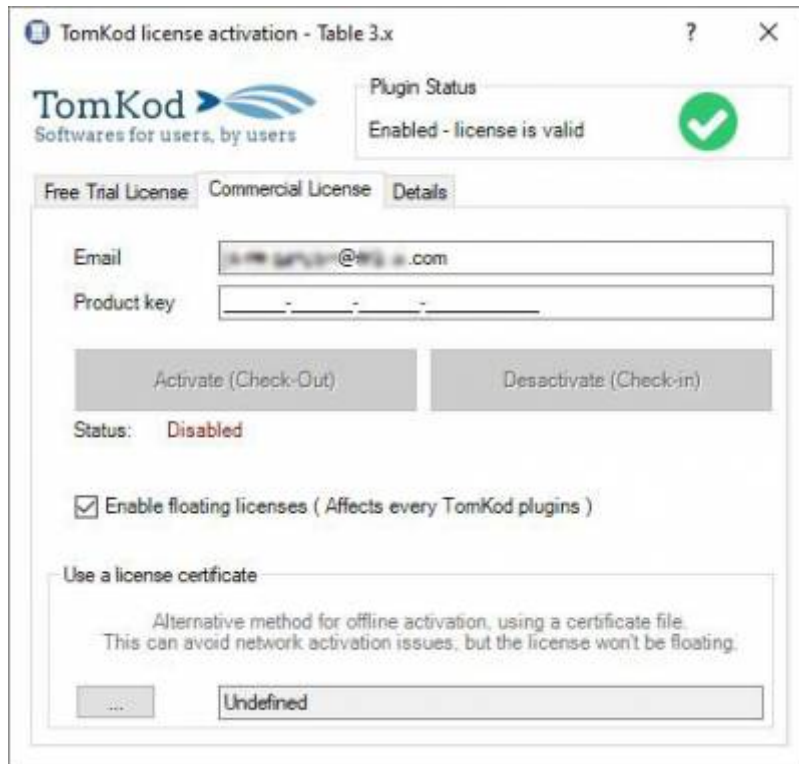 TomKod license activation - Table 3.x
?
TomKod
Softwares for users, by users
Plugin Status
Enabled - license is valid
Free Trial License
Commercial License
Details
Email
@
.com
Product key
Activate (Check-Out)
Desactivate (Check-in)
Status: Disabled
Enable floating licenses ( Affects every TomKod plugins )
Use a license certificate
Alternative method for offline activation, using a certificate file.
This can avoid network activation issues, but the license won't be floating.
...
Undefined